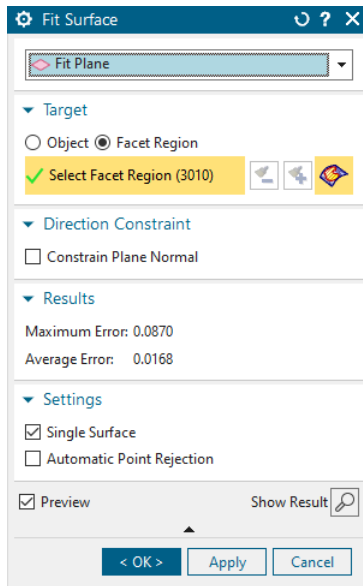 Fit Surface
Fit Plane
Target
Object Facet Region
Select Facet Region (3010)
Direction Constraint
Constrain Plane Normal
Results
Maximum Error: 0.0870
Average Error: 0.0168
Settings
Single Surface
Automatic Point Rejection
Preview Show Result
< OK > Apply Cancel